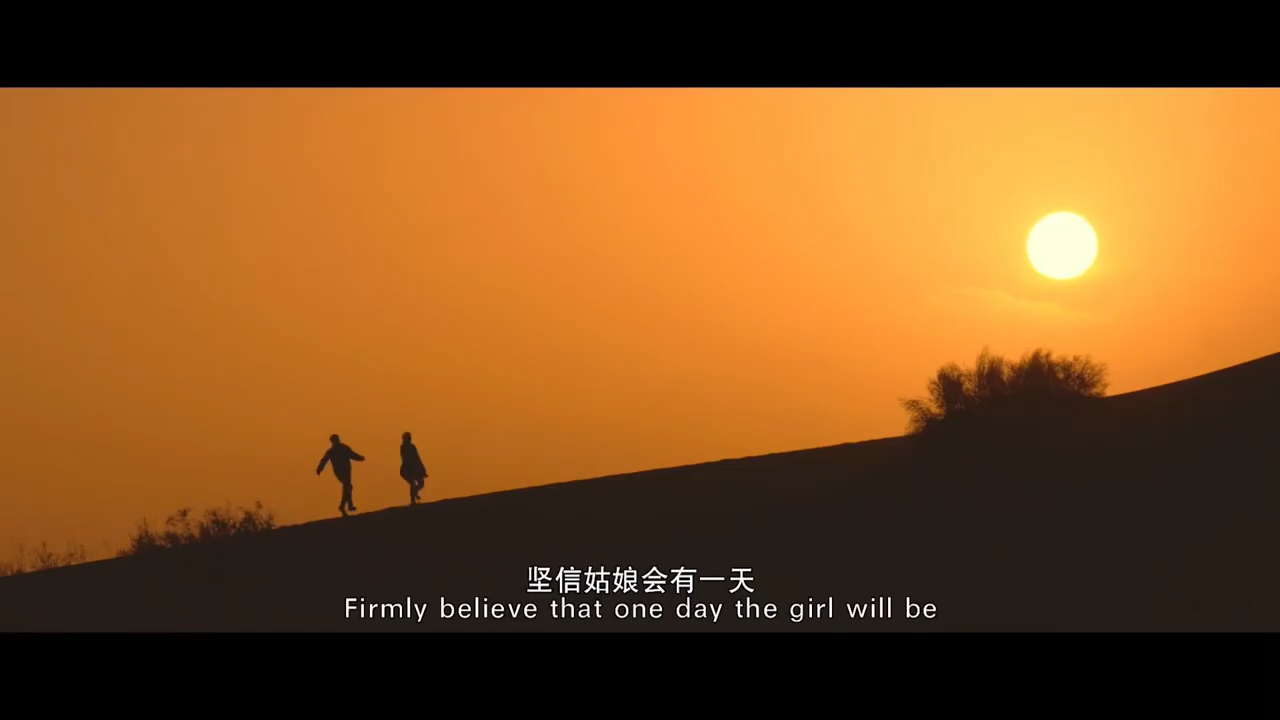 坚信姑娘会有一天
Firmly believe that one day the girl will be